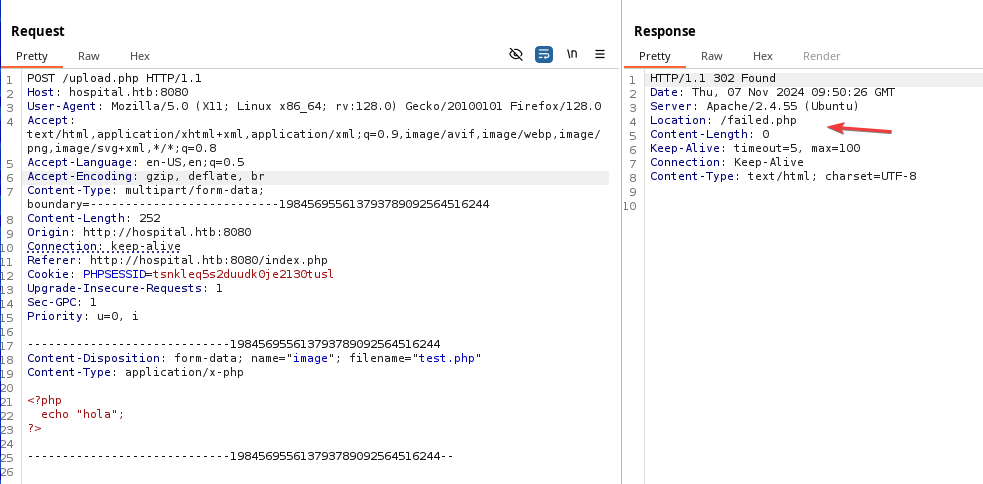 Request
Pretty Raw Hex
\n
1 POST /upload.php HTTP/1.1
2 Host: hospital.htb:8080
3 User-Agent: Mozilla/5.0 (X11; Linux x86_64; rv:128.0) Gecko/20100101 Firefox/128.0
4 Accept:
text/html,application/xhtml+xml,application/xml;q=0.9,image/avif,image/webp,image/
png,image/svg+xml,*/*;q=0.8
5 Accept-Language: en-US,en;q=0.5
6 Accept-Encoding: gzip, deflate, br
7 Content-Type: multipart/form-data;
boundary=---------------------------198456955613793789092564516244
8 Content-Length: 252
9 Origin: http://hospital.htb:8080
10 Connection: keep-alive
11 Referer: http://hospital.htb:8080/index.php
12 Cookie: PHPSESSID=tsnkleq5s2duudk0je2130tusl
13 Upgrade-Insecure-Requests: 1
14 Sec-GPC: 1
15 Priority: u=0, i
16
17 -----------------------------198456955613793789092564516244
18 Content-Disposition: form-data; name="image"; filename="test.php"
19 Content-Type: application/x-php
20
21 <?php
22 echo "hola";
23 ?>
24
25 -----------------------------198456955613793789092564516244--
26
Response
Pretty Raw Hex Render
1 HTTP/1.1 302 Found
2 Date: Thu, 07 Nov 2024 09:50:26 GMT
3 Server: Apache/2.4.55 (Ubuntu)
4 Location: /failed.php
5 Content-Length: 0
6 Keep-Alive: timeout=5, max=100
7 Connection: Keep-Alive
8 Content-Type: text/html; charset=UTF-8
9
10